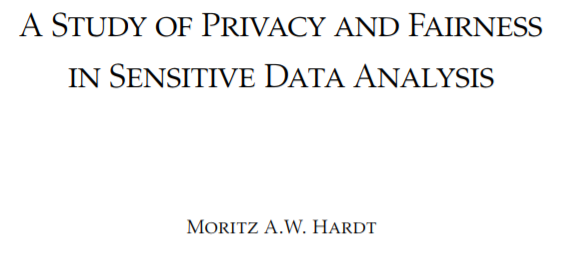 A STUDY OF PRIVACY AND FAIRNESS
IN SENSITIVE DATA ANALYSIS
MORITZ A.W. HARDT